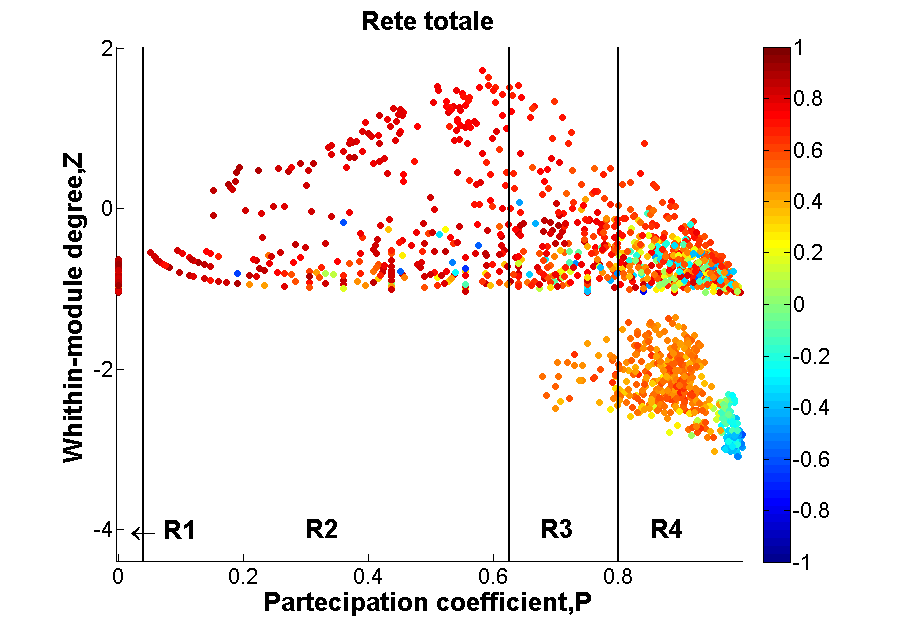 Rete totale
2
0
-2
-4
Whithin-module degree,Z
R1
R2
R3
R4
0
0.2
0.4
0.6
0.8
Partecipation coefficient,P
1
0.8
0.6
0.4
0.2
0
-0.2
-0.4
-0.6
-0.8
-1